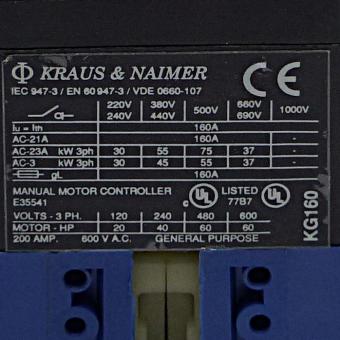 KRAUS & NAIMER
IEC 947-3 / EN 60947-3 / VDE 0660-107
CE
220V 380V 500V 660V 1000V
240V 440V 690V
Iu = Ith 160A -
AC-21A 160A -
AC-23A kW 3ph 30 55 75 37 -
AC-3 kW 3ph 30 45 55 37 -
gL 160A
MANUAL MOTOR CONTROLLER c UL UL LISTED
E35541 77B7
VOLTS - 3 PH. 120 240 480 600
MOTOR - HP 20 40 60 60
200 AMP. 600 V A.C. GENERAL PURPOSE
KG160